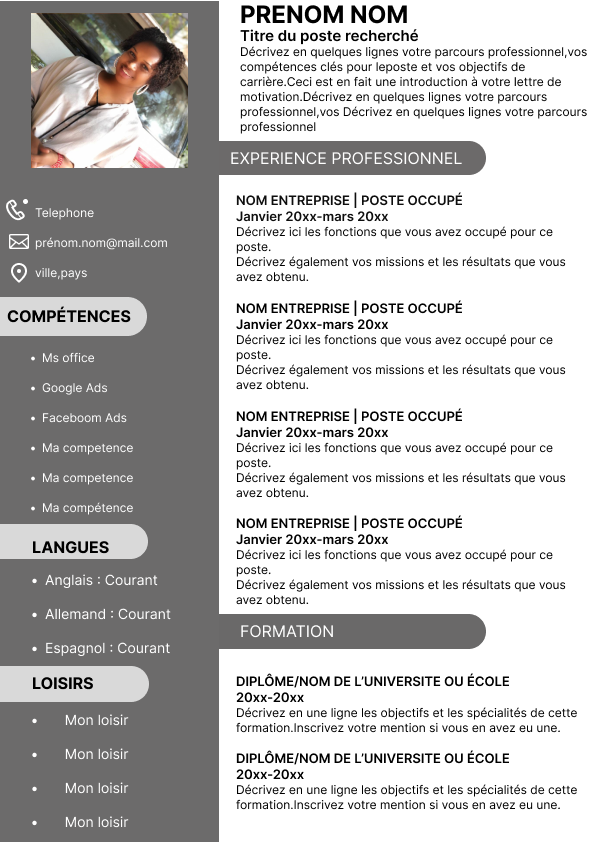 PRENOM NOM
Titre du poste recherché
Décrivez en quelques lignes votre parcours professionnel,vos
compétences clés pour leposte et vos objectifs de
carrière.Ceci est en fait une introduction à votre lettre de
motivation.Décrivez en quelques lignes votre parcours
professionnel,vos Décrivez en quelques lignes votre parcours
professionnel
Telephone
prénom.nom@mail.com
ville,pays
COMPÉTENCES
• Ms office
• Google Ads
• Faceboom Ads
• Ma competence
• Ma competence
• Ma compétence
LANGUES
• Anglais : Courant
• Allemand : Courant
• Espagnol : Courant
LOISIRS
• Mon loisir
• Mon loisir
• Mon loisir
• Mon loisir
EXPERIENCE PROFESSIONNEL
NOM ENTREPRISE | POSTE OCCUPÉ
Janvier 20xx-mars 20xx
Décrivez ici les fonctions que vous avez occupé pour ce
poste.
Décrivez également vos missions et les résultats que vous
avez obtenu.
NOM ENTREPRISE | POSTE OCCUPÉ
Janvier 20xx-mars 20xx
Décrivez ici les fonctions que vous avez occupé pour ce
poste.
Décrivez également vos missions et les résultats que vous
avez obtenu.
NOM ENTREPRISE | POSTE OCCUPÉ
Janvier 20xx-mars 20xx
Décrivez ici les fonctions que vous avez occupé pour ce
poste.
Décrivez également vos missions et les résultats que vous
avez obtenu.
NOM ENTREPRISE | POSTE OCCUPÉ
Janvier 20xx-mars 20xx
Décrivez ici les fonctions que vous avez occupé pour ce
poste.
Décrivez également vos missions et les résultats que vous
avez obtenu.
FORMATION
DIPLÔME/NOM DE L’UNIVERSITE OU ÉCOLE
20xx-20xx
Décrivez en une ligne les objectifs et les spécialités de cette
formation.Inscrivez votre mention si vous en avez eu une.
DIPLÔME/NOM DE L’UNIVERSITE OU ÉCOLE
20xx-20xx
Décrivez en une ligne les objectifs et les spécialités de cette
formation.Inscrivez votre mention si vous en avez eu une.